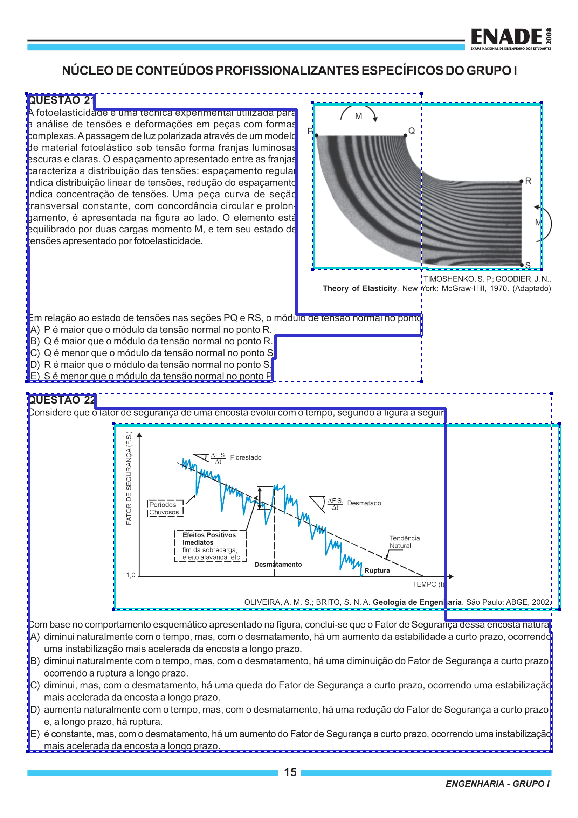 ENADE 2008
EXAME NACIONAL DE DESEMPENHO DOS ESTUDANTES
NÚCLEO DE CONTEÚDOS PROFISSIONALIZANTES ESPECÍFICOS DO GRUPO I
QUESTÃO 21
A fotoelasticidade é uma técnica experimental utilizada para
a análise de tensões e deformações em peças com formas
complexas. A passagem de luz polarizada através de um modelo
de material fotoelástico sob tensão forma franjas luminosas
escuras e claras. O espaçamento apresentado entre as franjas
caracteriza a distribuição das tensões: espaçamento regular
indica distribuição linear de tensões, redução do espaçamento
indica concentração de tensões. Uma peça curva de seção
transversal constante, com concordância circular e prolon-
gamento, é apresentada na figura ao lado. O elemento está
equilibrado por duas cargas momento M, e tem seu estado de
tensões apresentado por fotoelasticidade.
M
P
Q
R
M
S
TIMOSHENKO, S. P.; GOODIER, J. N..
Theory of Elasticity. New York: McGraw-Hill, 1970. (Adaptado)
Em relação ao estado de tensões nas seções PQ e RS, o módulo de tensão normal no ponto
A) P é maior que o módulo da tensão normal no ponto R.
B) Q é maior que o módulo da tensão normal no ponto R.
C) Q é menor que o módulo da tensão normal no ponto S.
D) R é maior que o módulo da tensão normal no ponto S.
E) S é menor que o módulo da tensão normal no ponto P.
QUESTÃO 22
Considere que o fator de segurança de uma encosta evolui com o tempo, segundo a figura a seguir.
FATOR DE SEGURANÇA (F.S.)
ΔF.S.
Δt
Florestado
Períodos
Chuvosos
ΔF.S.
Δt
Desmatado
Efeitos Positivos
Imediatos
fim da sobrecarga,
efeito alavanca, etc
Desmatamento
Tendência
Natural
Ruptura
1,0
TEMPO (t)
OLIVEIRA, A. M. S.; BRITO, S. N. A. Geologia de Engenharia. São Paulo: ABGE, 2002.
Com base no comportamento esquemático apresentado na figura, conclui-se que o Fator de Segurança dessa encosta natural
A) diminui naturalmente com o tempo, mas, com o desmatamento, há um aumento da estabilidade a curto prazo, ocorrendo
uma instabilização mais acelerada da encosta a longo prazo.
B) diminui naturalmente com o tempo, mas, com o desmatamento, há uma diminuição do Fator de Segurança a curto prazo,
ocorrendo a ruptura a longo prazo.
C) diminui, mas, com o desmatamento, há uma queda do Fator de Segurança a curto prazo, ocorrendo uma estabilização
mais acelerada da encosta a longo prazo.
D) aumenta naturalmente com o tempo, mas, com o desmatamento, há uma redução do Fator de Segurança a curto prazo
e, a longo prazo, há ruptura.
E) é constante, mas, com o desmatamento, há um aumento do Fator de Segurança a curto prazo, ocorrendo uma instabilização
mais acelerada da encosta a longo prazo.
15
ENGENHARIA - GRUPO I